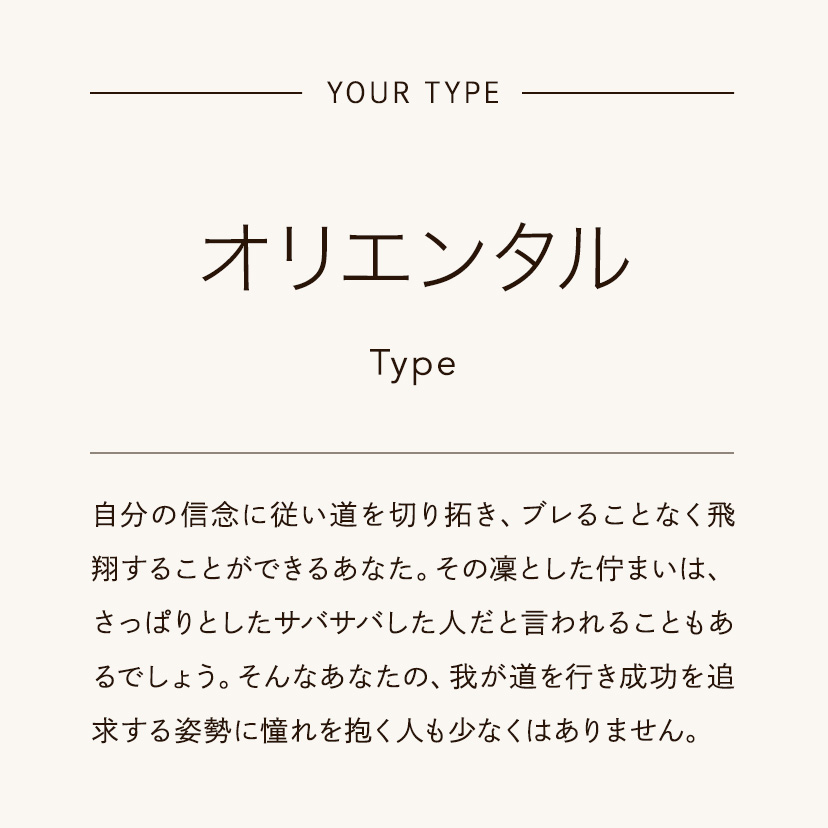 YOUR TYPE
オリエンタル
Type
自分の信念に従い道を切り拓き、ブレることなく飛
翔することができるあなた。その凜とした佇まいは、
さっぱりとしたサバサバした人だと言われることもあ
るでしょう。そんなあなたの、我が道を行き成功を追
求する姿勢に憧れを抱く人も少なくはありません。